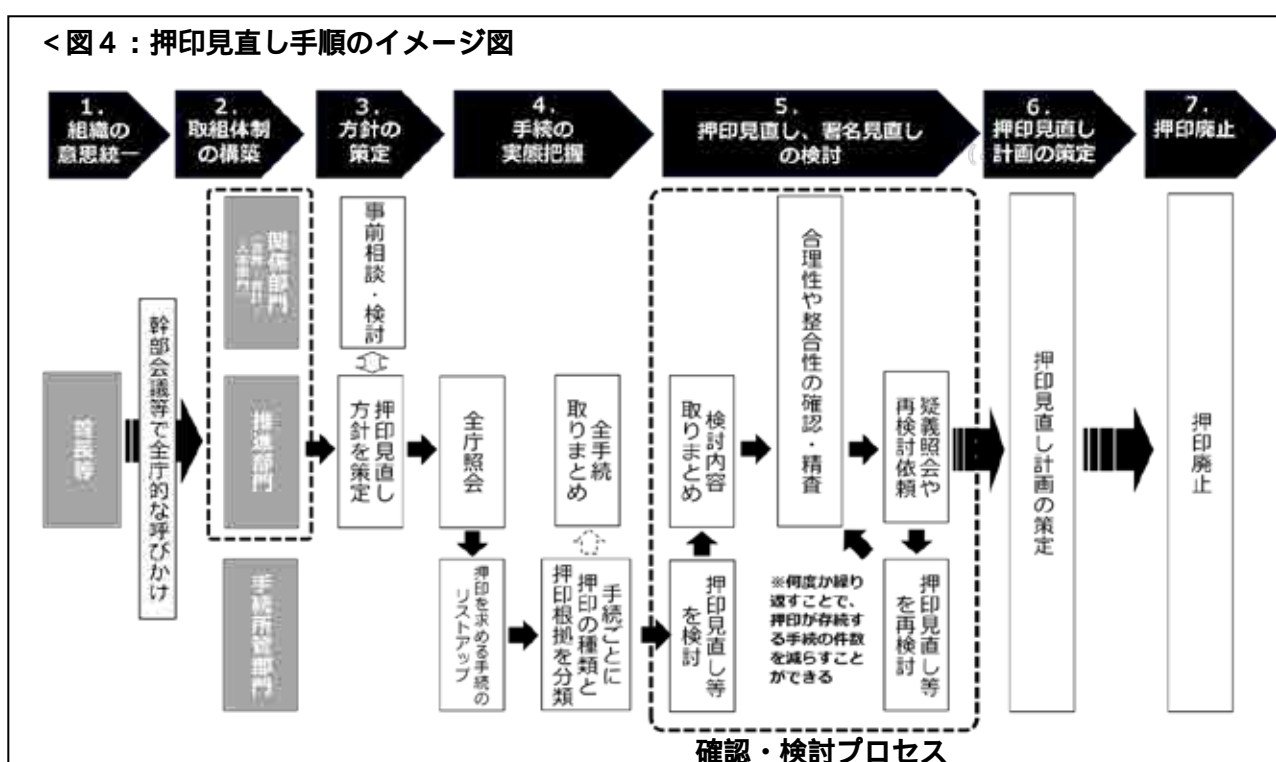 <図4:押印見直し手順のイメージ図
1.
組織の
意思統一
2.
取組体制
の構築
3.
方針の
策定
4.
手続の
実態把握
5.
押印見直し、署名見直し
の検討
6.
押印見直し
計画の策定
7.
押印廃止
首長等
幹部会議等で全庁的な呼びかけ
関係部門
推進部門
手続所管部門
事前相談・検討
押印見直し
方針を策定
全庁照会
押印を求める手続の
リストアップ
全手続
取りまとめ
手続ごとに
押印の種類と
押印根拠を分類
検討内容
取りまとめ
押印見直し等
を検討
合理性や整合性の確認・精査
疑義照会や
再検討依頼
押印見直し等
を再検討
※何度か繰り
返すことで、
押印が存続す
る手続の件数
を減らすこと
ができる
押印見直し計画の策定
押印廃止
確認・検討プロセス